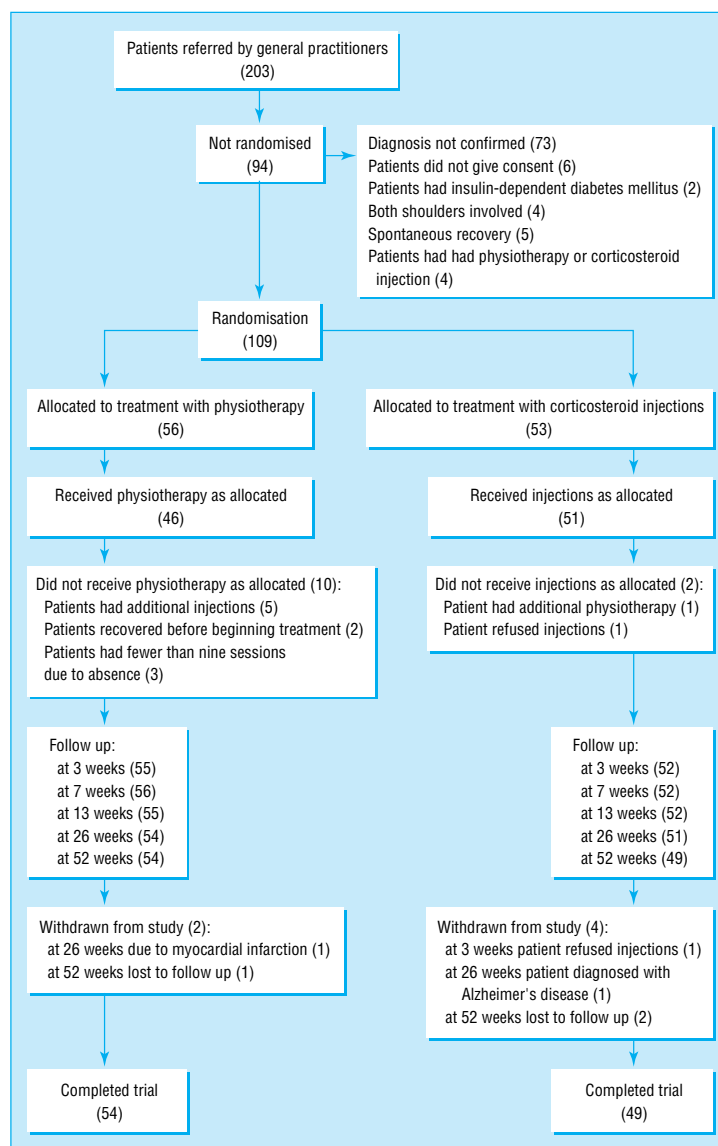 Patients referred by general practitioners
(203)
Not randomised
(94)
Diagnosis not confirmed (73)
Patients did not give consent (6)
Patients had insulin-dependent diabetes mellitus (2)
Both shoulders involved (4)
Spontaneous recovery (5)
Patients had had physiotherapy or corticosteroid
injection (4)
Randomisation
(109)
Allocated to treatment with physiotherapy
(56)
Allocated to treatment with corticosteroid injections
(53)
Received physiotherapy as allocated
(46)
Received injections as allocated
(51)
Did not receive physiotherapy as allocated (10):
Patients had additional injections (5)
Patients recovered before beginning treatment (2)
Patients had fewer than nine sessions
due to absence (3)
Did not receive injections as allocated (2):
Patient had additional physiotherapy (1)
Patient refused injections (1)
Follow up:
at 3 weeks (55)
at 7 weeks (56)
at 13 weeks (55)
at 26 weeks (54)
at 52 weeks (54)
Follow up:
at 3 weeks (52)
at 7 weeks (52)
at 13 weeks (52)
at 26 weeks (51)
at 52 weeks (49)
Withdrawn from study (2):
at 26 weeks due to myocardial infarction (1)
at 52 weeks lost to follow up (1)
Withdrawn from study (4):
at 3 weeks patient refused injections (1)
at 26 weeks patient diagnosed with
Alzheimer's disease (1)
at 52 weeks lost to follow up (2)
Completed trial
(54)
Completed trial
(49)